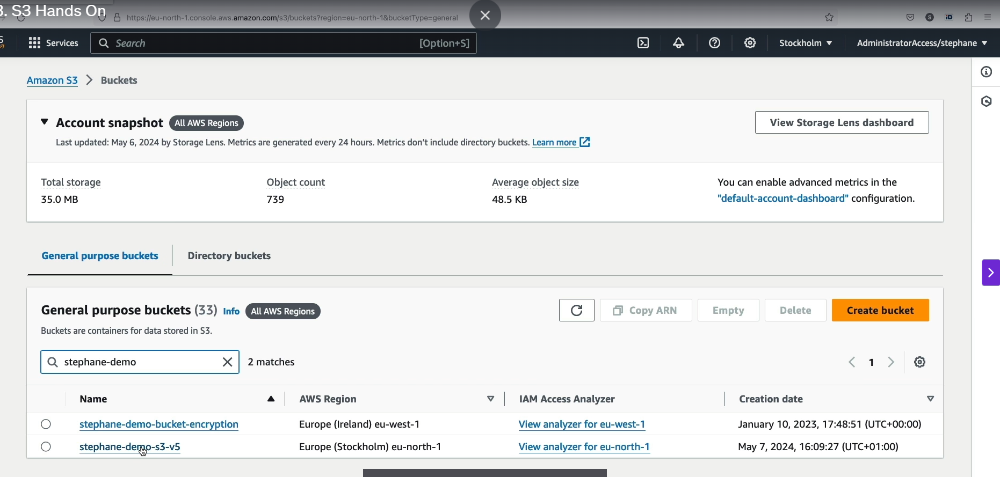 3. S3 Hands On
https://eu-north-1.console.aws.amazon.com/s3/buckets?region=eu-north-1&bucketType=general
Services
Search
[Option+S]
Stockholm
AdministratorAccess/stephane
Amazon S3 > Buckets
Account snapshot All AWS Regions
View Storage Lens dashboard
Last updated: May 6, 2024 by Storage Lens. Metrics are generated every 24 hours. Metrics don't include directory buckets. Learn more
Total storage
35.0 MB
Object count
739
Average object size
48.5 KB
You can enable advanced metrics in the
"default-account-dashboard" configuration.
General purpose buckets
Directory buckets
General purpose buckets (33) Info All AWS Regions
Buckets are containers for data stored in S3.
Copy ARN
Empty
Delete
Create bucket
stephane-demo
2 matches
1
Name AWS Region IAM Access Analyzer Creation date
stephane-demo-bucket-encryption Europe (Ireland) eu-west-1 View analyzer for eu-west-1 January 10, 2023, 17:48:51 (UTC+00:00)
stephane-demo-s3-v5 Europe (Stockholm) eu-north-1 View analyzer for eu-north-1 May 7, 2024, 16:09:27 (UTC+01:00)